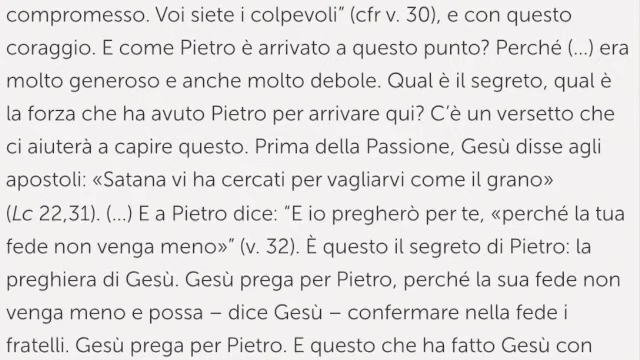 compromesso. Voi siete i colpevoli” (cfr v. 30), e con questo
coraggio. E come Pietro è arrivato a questo punto? Perché (…) era
molto generoso e anche molto debole. Qual è il segreto, qual è
la forza che ha avuto Pietro per arrivare qui? C’è un versetto che
ci aiuterà a capire questo. Prima della Passione, Gesù disse agli
apostoli: «Satana vi ha cercati per vagliarvi come il grano»
(Lc 22,31). (…) E a Pietro dice: “E io pregherò per te, «perché la tua
fede non venga meno»” (v. 32). È questo il segreto di Pietro: la
preghiera di Gesù. Gesù prega per Pietro, perché la sua fede non
venga meno e possa – dice Gesù – confermare nella fede i
fratelli. Gesù prega per Pietro. E questo che ha fatto Gesù con